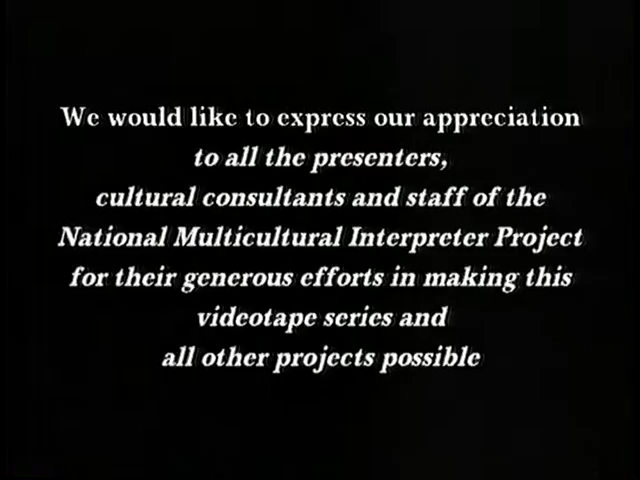 We would like to express our appreciation
to all the presenters,
cultural consultants and staff of the
National Multicultural Interpreter Project
for their generous efforts in making this
videotape series and
all other projects possible